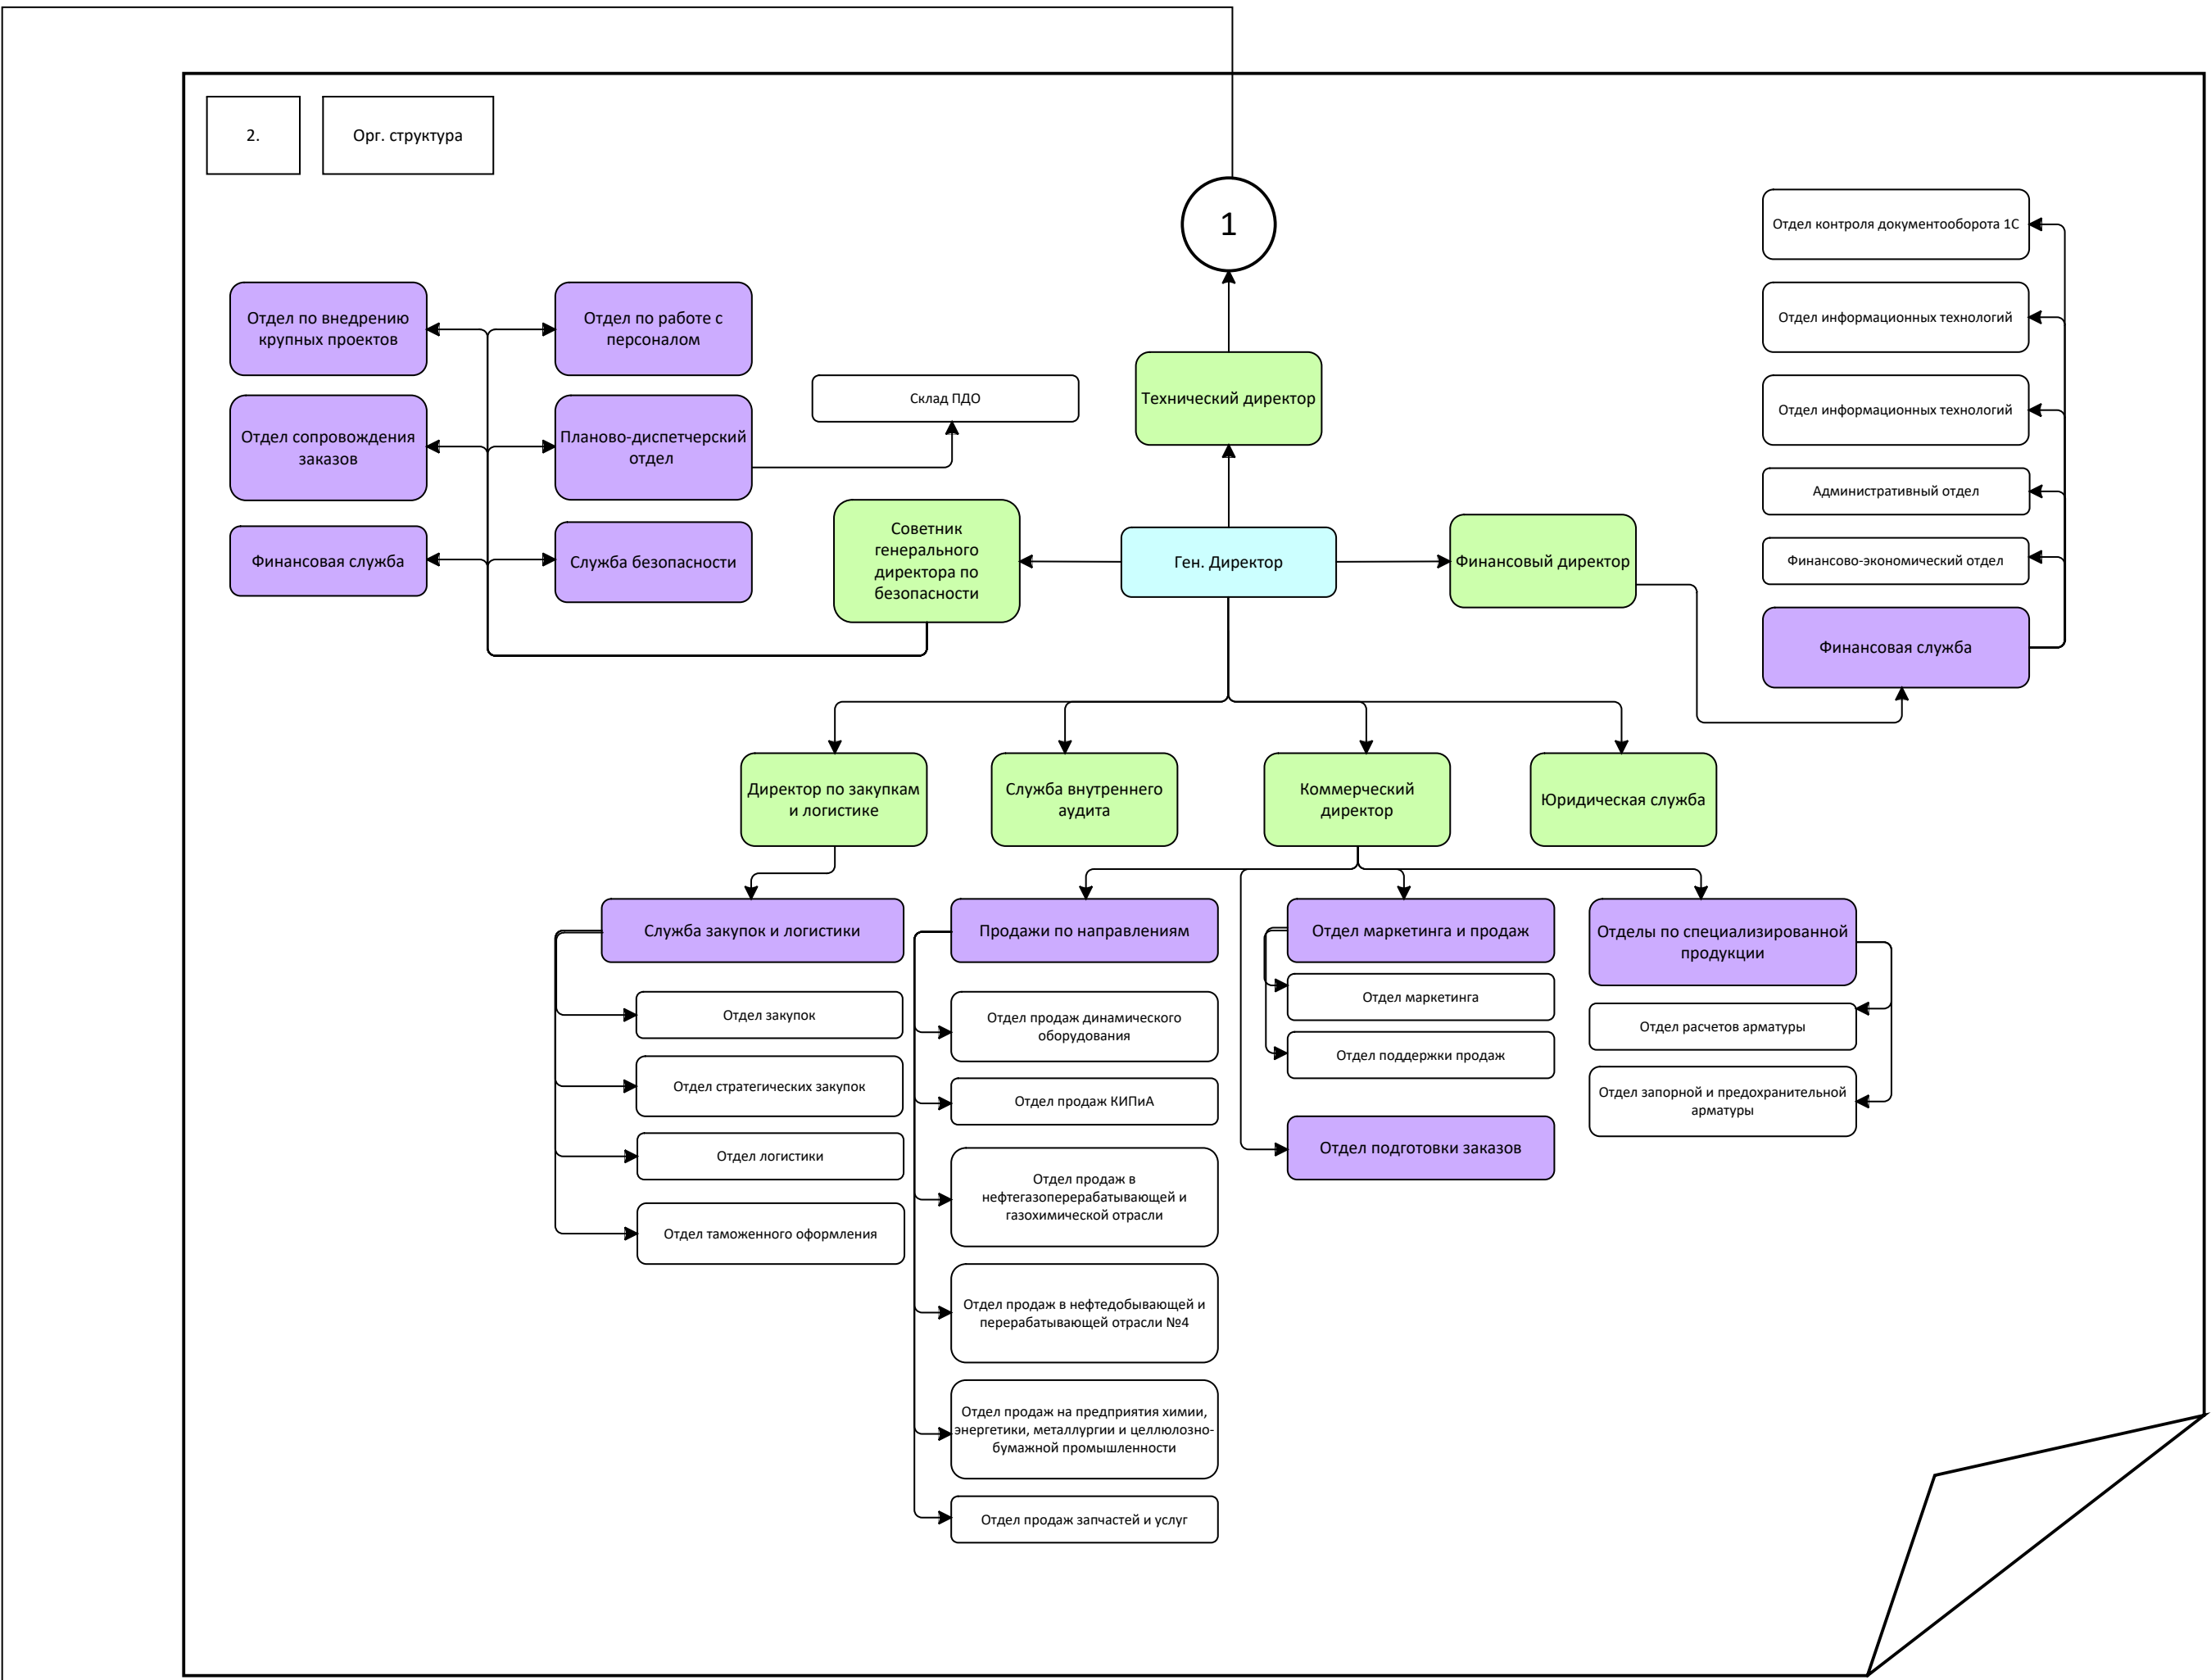 2.
Орг. структура
1
Отдел контроля документооборота 1С
Отдел по внедрению
крупных проектов
Отдел по работе с
персоналом
Отдел информационных технологий
Склад ПДО
Технический директор
Отдел информационных технологий
Отдел сопровождения
заказов
Планово-диспетчерский
отдел
Административный отдел
Финансовая служба
Служба безопасности
Советник
генерального
директора по
безопасности
Ген. Директор
Финансовый директор
Финансово-экономический отдел
Финансовая служба
Директор по закупкам
и логистике
Служба внутреннего
аудита
Коммерческий
директор
Юридическая служба
Служба закупок и логистики
Отдел закупок
Отдел стратегических закупок
Отдел логистики
Отдел таможенного оформления
Продажи по направлениям
Отдел продаж динамического
оборудования
Отдел продаж КИПиА
Отдел продаж в
нефтегазоперерабатывающей и
газохимической отрасли
Отдел продаж в нефтедобывающей и
перерабатывающей отрасли №4
Отдел продаж на предприятия химии,
энергетики, металлургии и целлюлозно-
бумажной промышленности
Отдел продаж запчастей и услуг
Отдел маркетинга и продаж
Отдел маркетинга
Отдел поддержки продаж
Отдел подготовки заказов
Отделы по специализированной
продукции
Отдел расчетов арматуры
Отдел запорной и предохранительной
арматуры